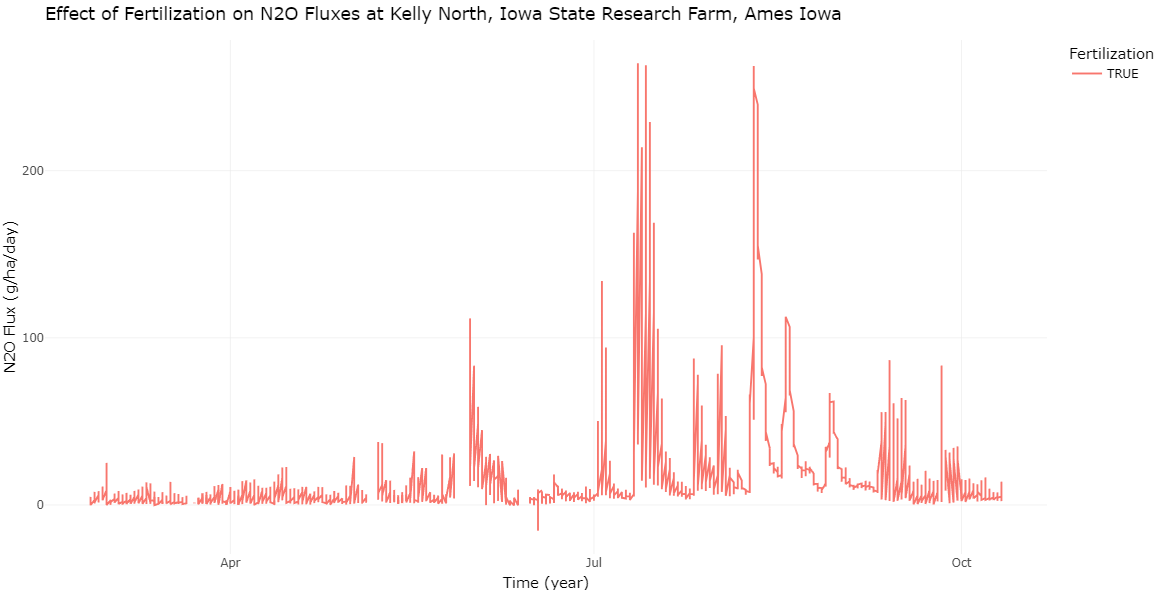 Effect of Fertilization on N2O Fluxes at Kelly North, Iowa State Research Farm, Ames Iowa
Fertilization
TRUE
200
100
0
N2O Flux (g/ha/day)
Apr
Jul
Oct
Time (year)